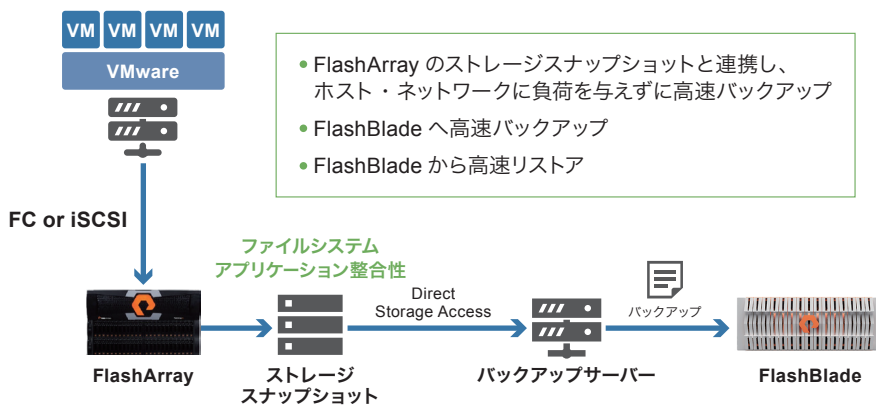 VM VM VM VM
VMware
• FlashArray のストレージスナップショットと連携し、
ホスト・ネットワークに負荷を与えずに高速バックアップ
• FlashBlade へ高速バックアップ
• FlashBlade から高速リストア
FC or iSCSI
ファイルシステム
アプリケーション整合性
Direct
Storage Access
バックアップ
FlashArray
ストレージ
スナップショット
バックアップサーバー
FlashBlade